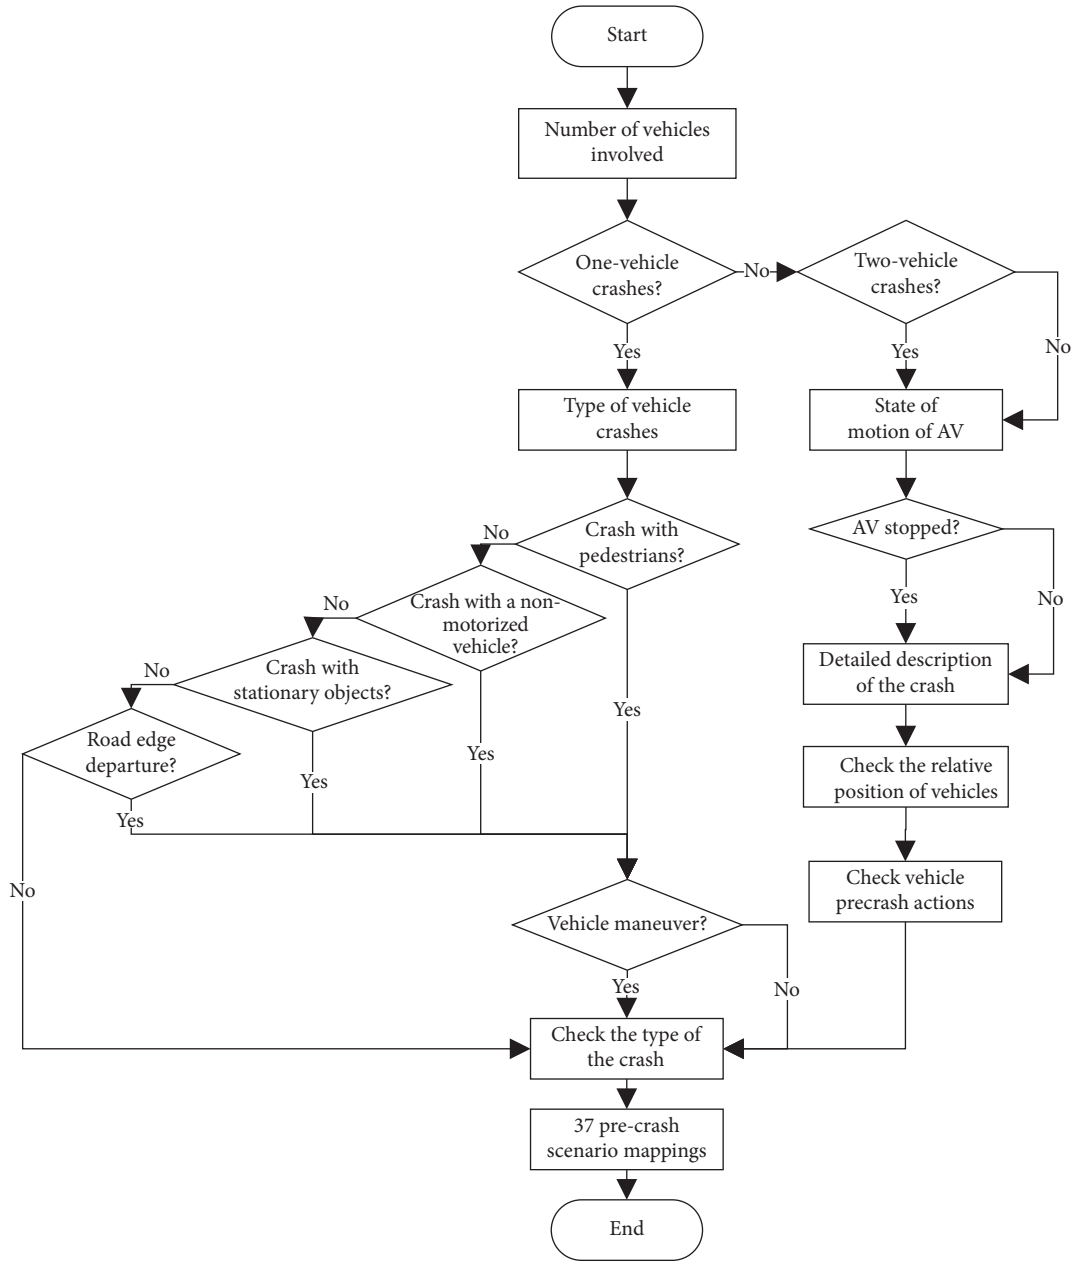 Start
Number of vehicles
involved
One-vehicle
crashes?
No
Two-vehicle
crashes?
Yes
Yes
No
Type of vehicle
crashes
State of
motion of AV
Crash with
pedestrians?
No
AV stopped?
Crash with a non-
motorized
vehicle?
No
Yes
No
Crash with
stationary objects?
No
Detailed description
of the crash
Road edge
departure?
Yes
Yes
Yes
Yes
Check the relative
position of vehicles
No
Check vehicle
precrash actions
Vehicle maneuver?
Yes
No
Check the type of
the crash
37 pre-crash
scenario mappings
End